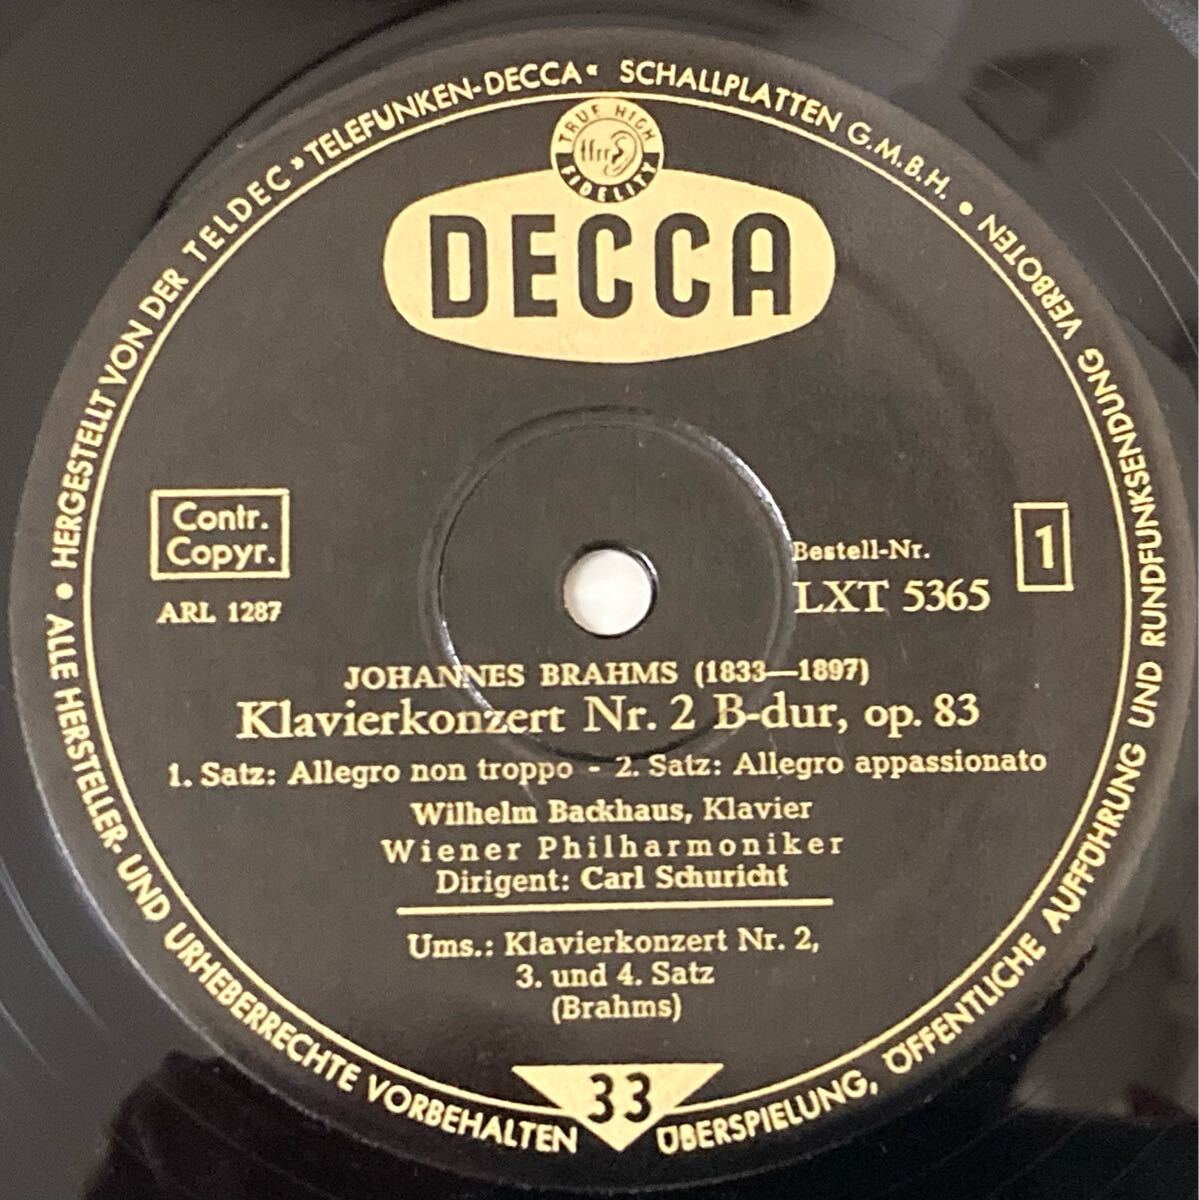 HERGESTELLT VON DER TELDEC »TELEFUNKEN-DECCA« SCHALLPLATTEN G.M.B.H. •
TRUE HIGH
ffrr
FIDELITY
DECCA
Contr.
Copyr.
ARL 1287
Bestell-Nr.
LXT 5365
1
JOHANNES BRAHMS (1833—1897)
Klavierkonzert Nr. 2 B-dur, op. 83
1. Satz: Allegro non troppo - 2. Satz: Allegro appassionato
Wilhelm Backhaus, Klavier
Wiener Philharmoniker
Dirigent: Carl Schuricht
Ums.: Klavierkonzert Nr. 2,
3. und 4. Satz
(Brahms)
33
• ALLE HERSTELLER- UND URHEBERRECHTE VORBEHALTEN
ÜBERSPIELUNG, ÖFFENTLICHE AUFFÜHRUNG UND RUNDFUNKSENDUNG VERBOTEN